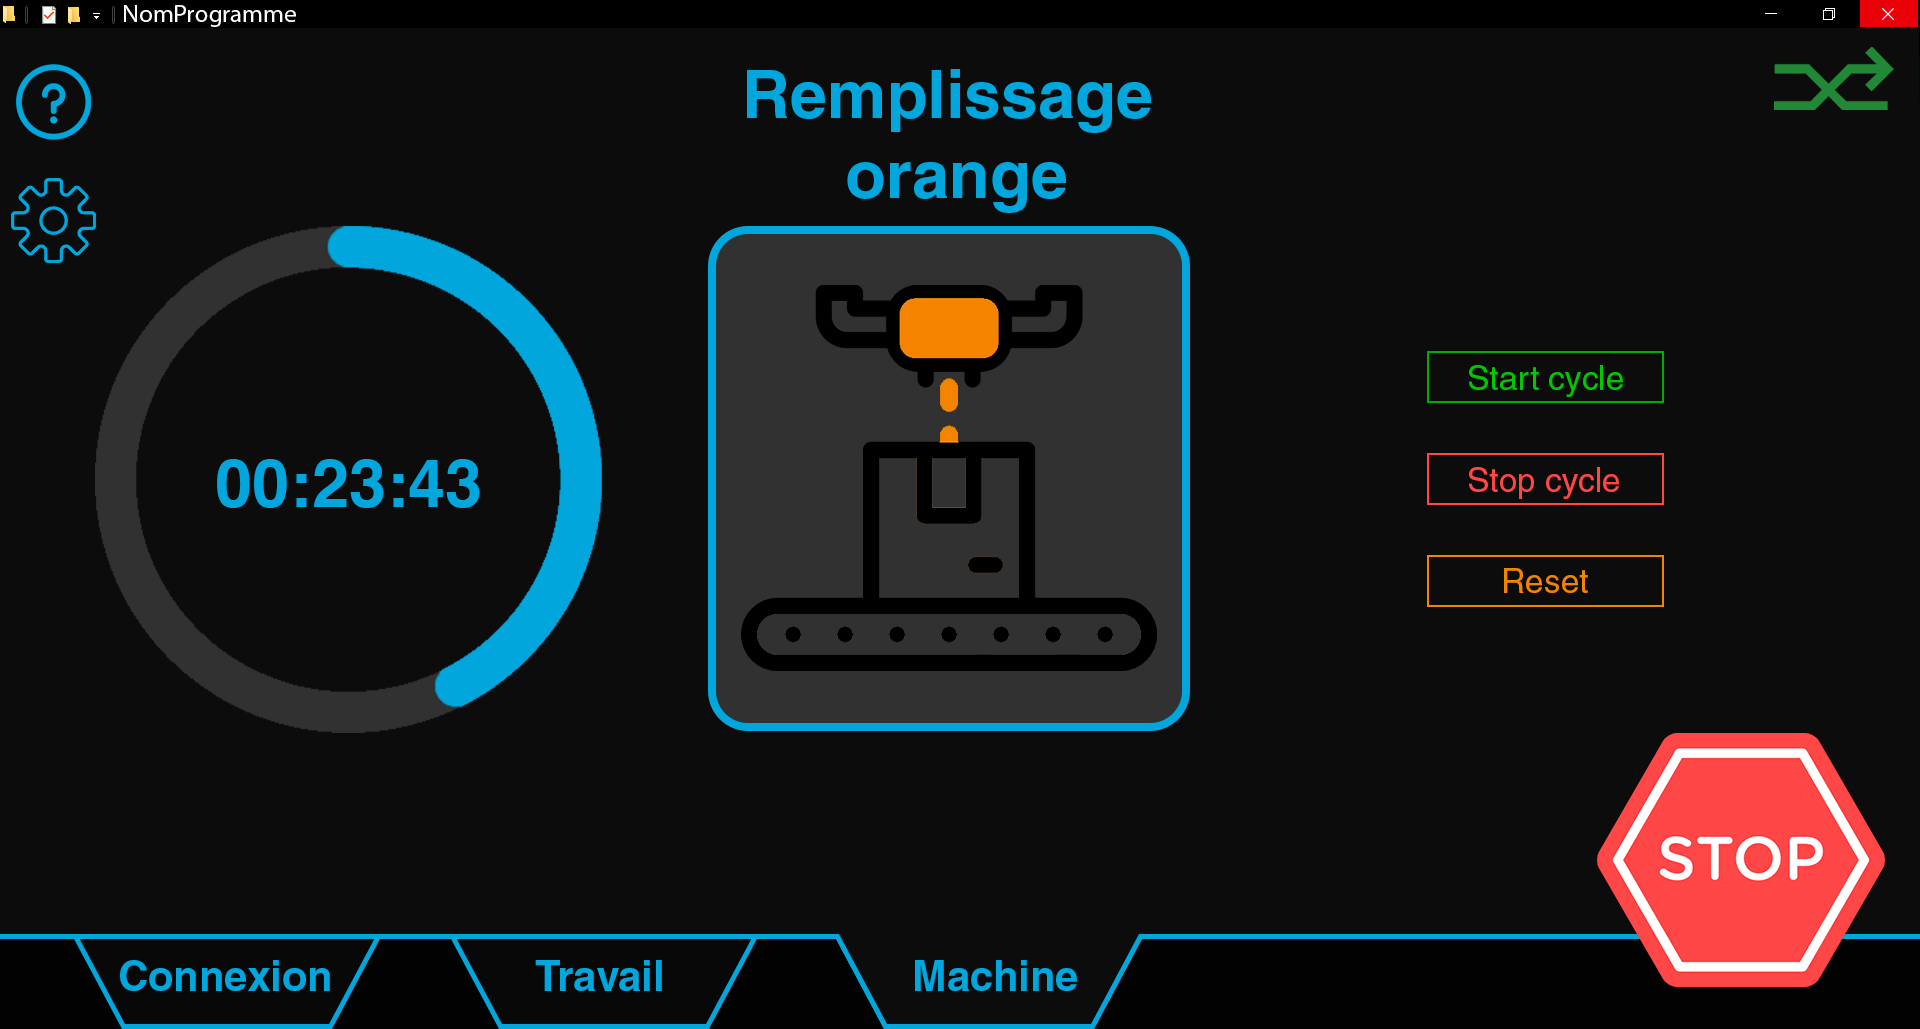 NomProgramme
?
Remplissage
orange
00:23:43
Start cycle
Stop cycle
Reset
STOP
Connexion
Travail
Machine